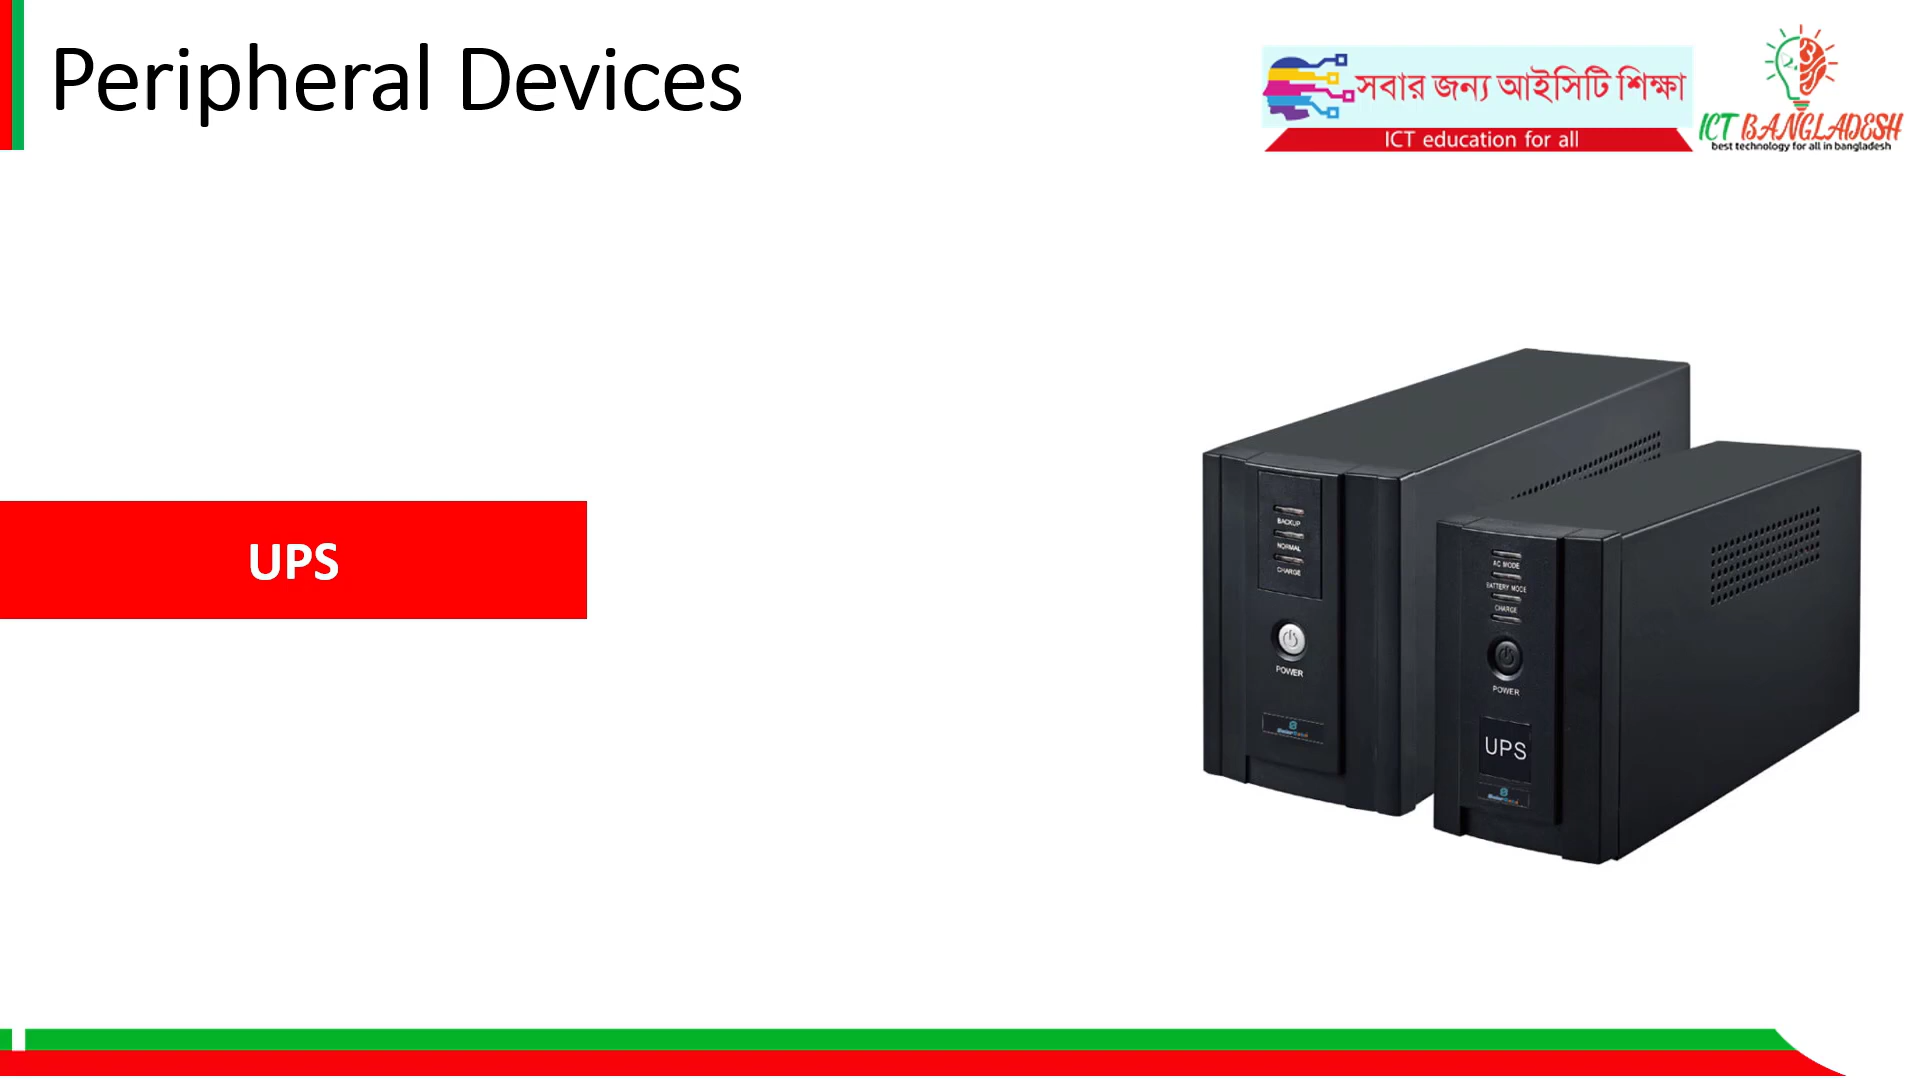 Peripheral Devices
সবার জন্য আইসিটি শিক্ষা
ICT education for all
ICT BANGLADESH
best technology for all in bangladesh
UPS
BACKUP
NORMAL
CHARGE
POWER
AC MODE
BATTERY MODE
CHARGE
POWER
UPS